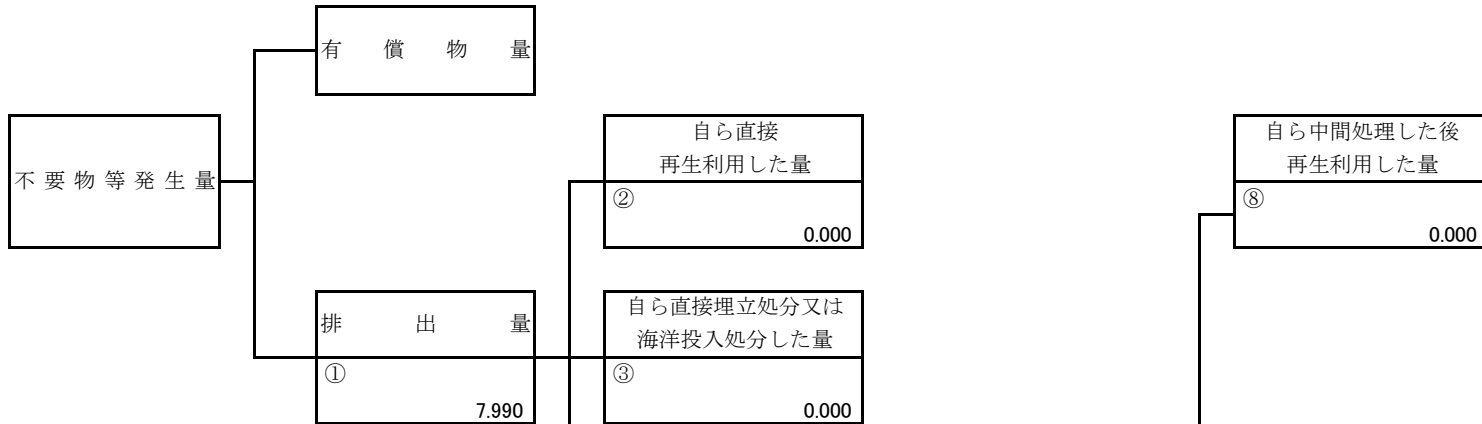 有償物量
不要物等発生量
自ら直接
再生利用した量
②
0.000
自ら中間処理した後
再生利用した量
⑧
0.000
排出量
①
7.990
自ら直接埋立処分又は
海洋投入処分した量
③
0.000